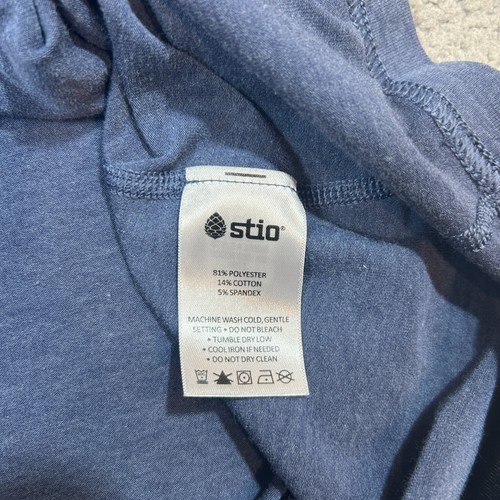 stio®
81% POLYESTER
14% COTTON
5% SPANDEX
MACHINE WASH COLD, GENTLE
SETTING • DO NOT BLEACH
• TUMBLE DRY LOW
• COOL IRON IF NEEDED
• DO NOT DRY CLEAN